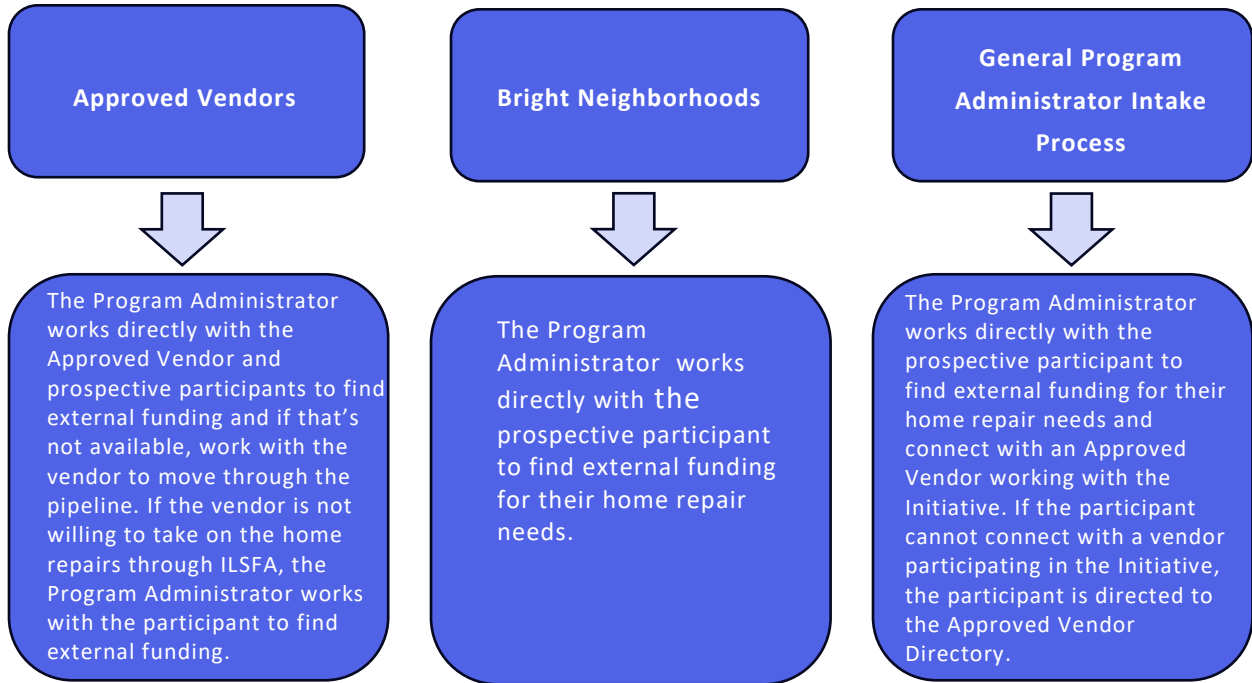 Approved Vendors
Bright Neighborhoods
General Program
Administrator Intake
Process
The Program Administrator
works directly with the
Approved Vendor and
prospective participants to find
external funding and if that’s
not available, work with the
vendor to move through the
pipeline. If the vendor is not
willing to take on the home
repairs through ILSFA, the
Program Administrator works
with the participant to find
external funding.
The Program
Administrator works
directly with the
prospective participant
to find external funding
for their home repair
needs.
The Program Administrator
works directly with the
prospective participant to
find external funding for their
home repair needs and
connect with an Approved
Vendor working with the
Initiative. If the participant
cannot connect with a vendor
participating in the Initiative,
the participant is directed to
the Approved Vendor
Directory.